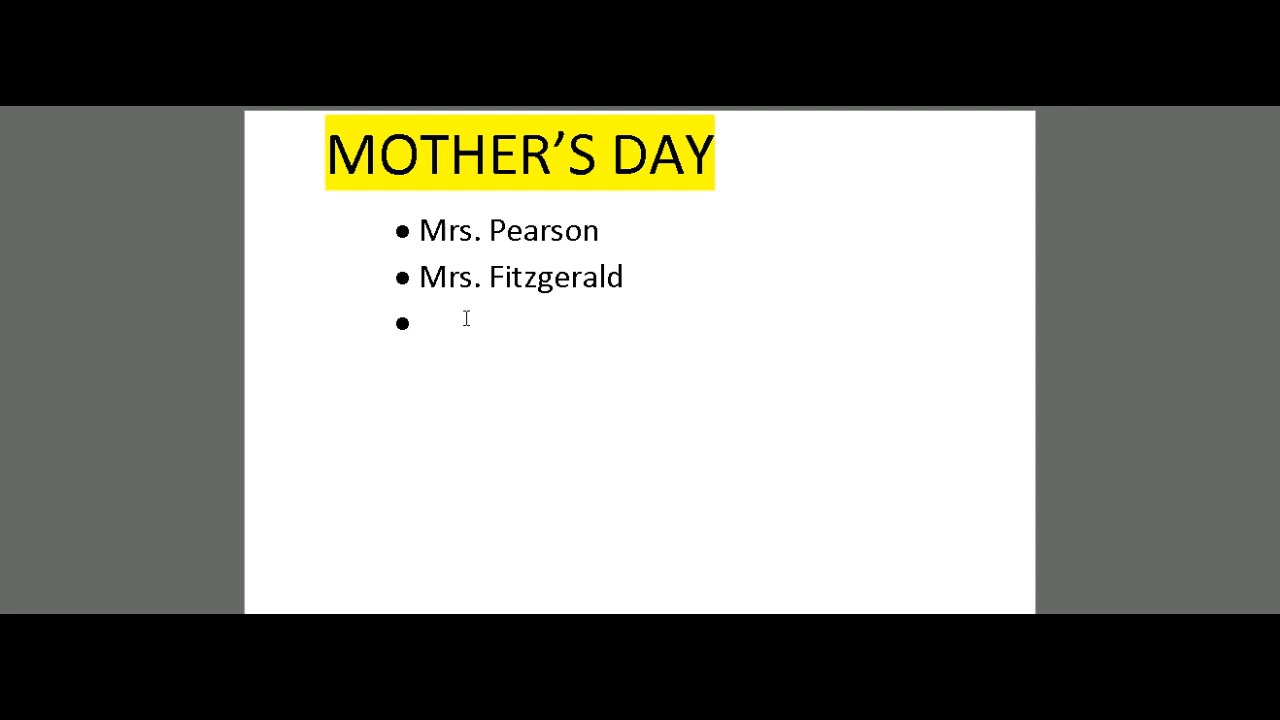 MOTHER’S DAY
● Mrs. Pearson
● Mrs. Fitzgerald
●